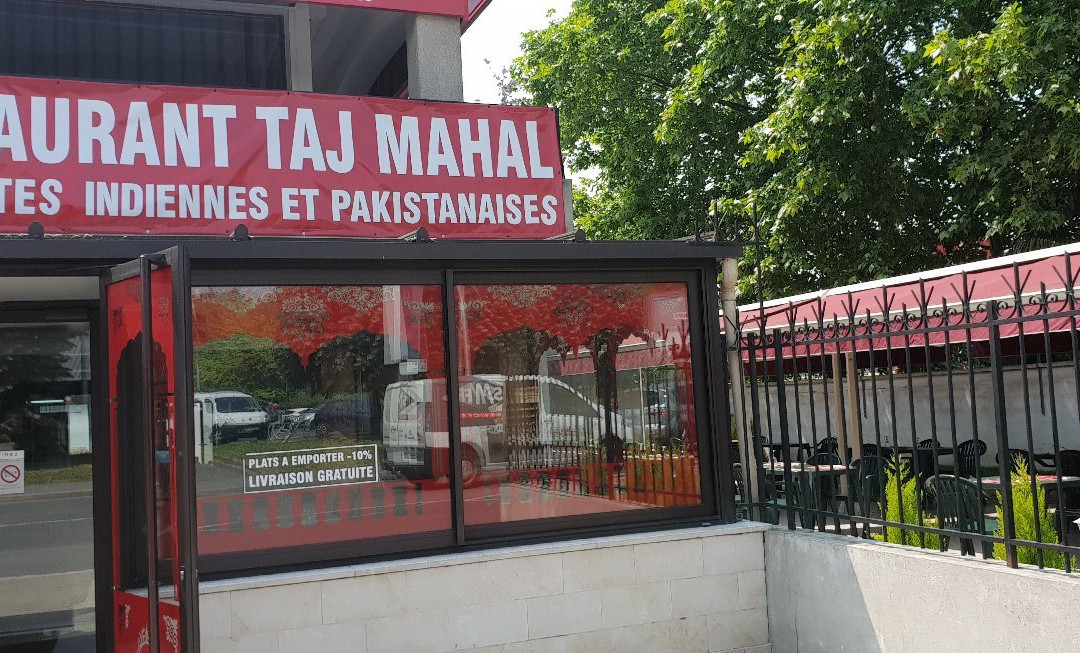 AURANT TAJ MAHAL
TES INDIENNES ET PAKISTANAISES
PLATS A EMPORTER -10%
LIVRAISON GRATUITE